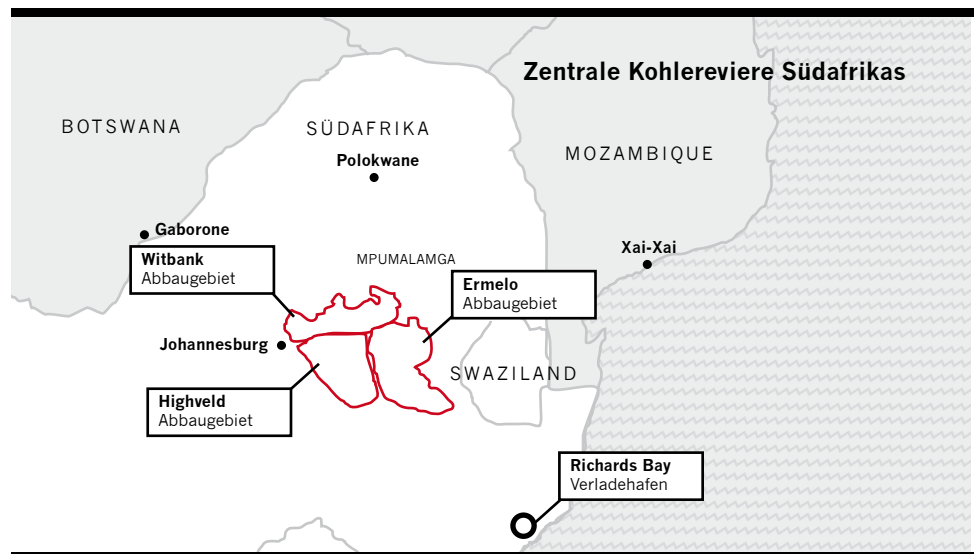 Zentrale Kohlereviere Südafrikas
BOTSWANA
SÜDAFRIKA
MOZAMBIQUE
Polokwane
Gaborone
Xai-Xai
Witbank
Abbaugebiet
MPUMALAMGA
Ermelo
Abbaugebiet
Johannesburg
SWAZILAND
Highveld
Abbaugebiet
Richards Bay
Verladehafen